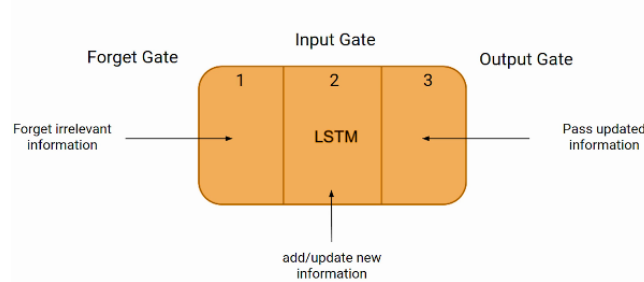 Input Gate
Forget Gate
Output Gate
1
2
3
Forget irrelevant
information
LSTM
Pass updated
information
add/update new
information